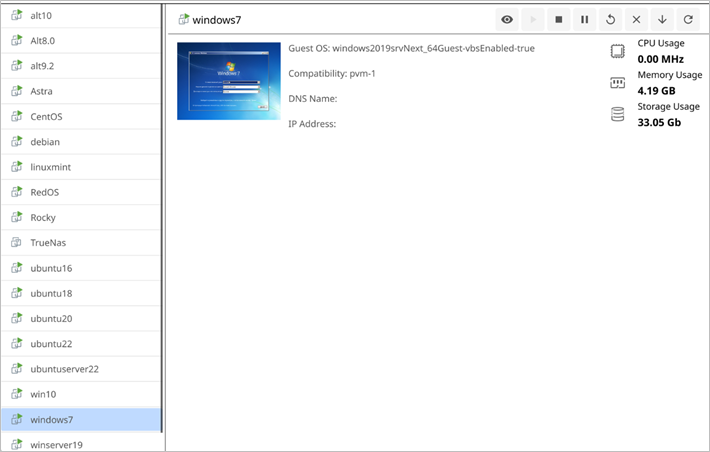 alt10
Alt8.0
alt9.2
Astra
CentOS
debian
linuxmint
RedOS
Rocky
TrueNas
ubuntu16
ubuntu18
ubuntu20
ubuntu22
ubuntuserver22
win10
windows7
winserver19
windows7
Windows 7
Guest OS: windows2019srvNext_64Guest-vbsEnabled-true
Compatibility: pvm-1
DNS Name:
IP Address:
CPU Usage
0.00 MHz
Memory Usage
4.19 GB
Storage Usage
33.05 Gb